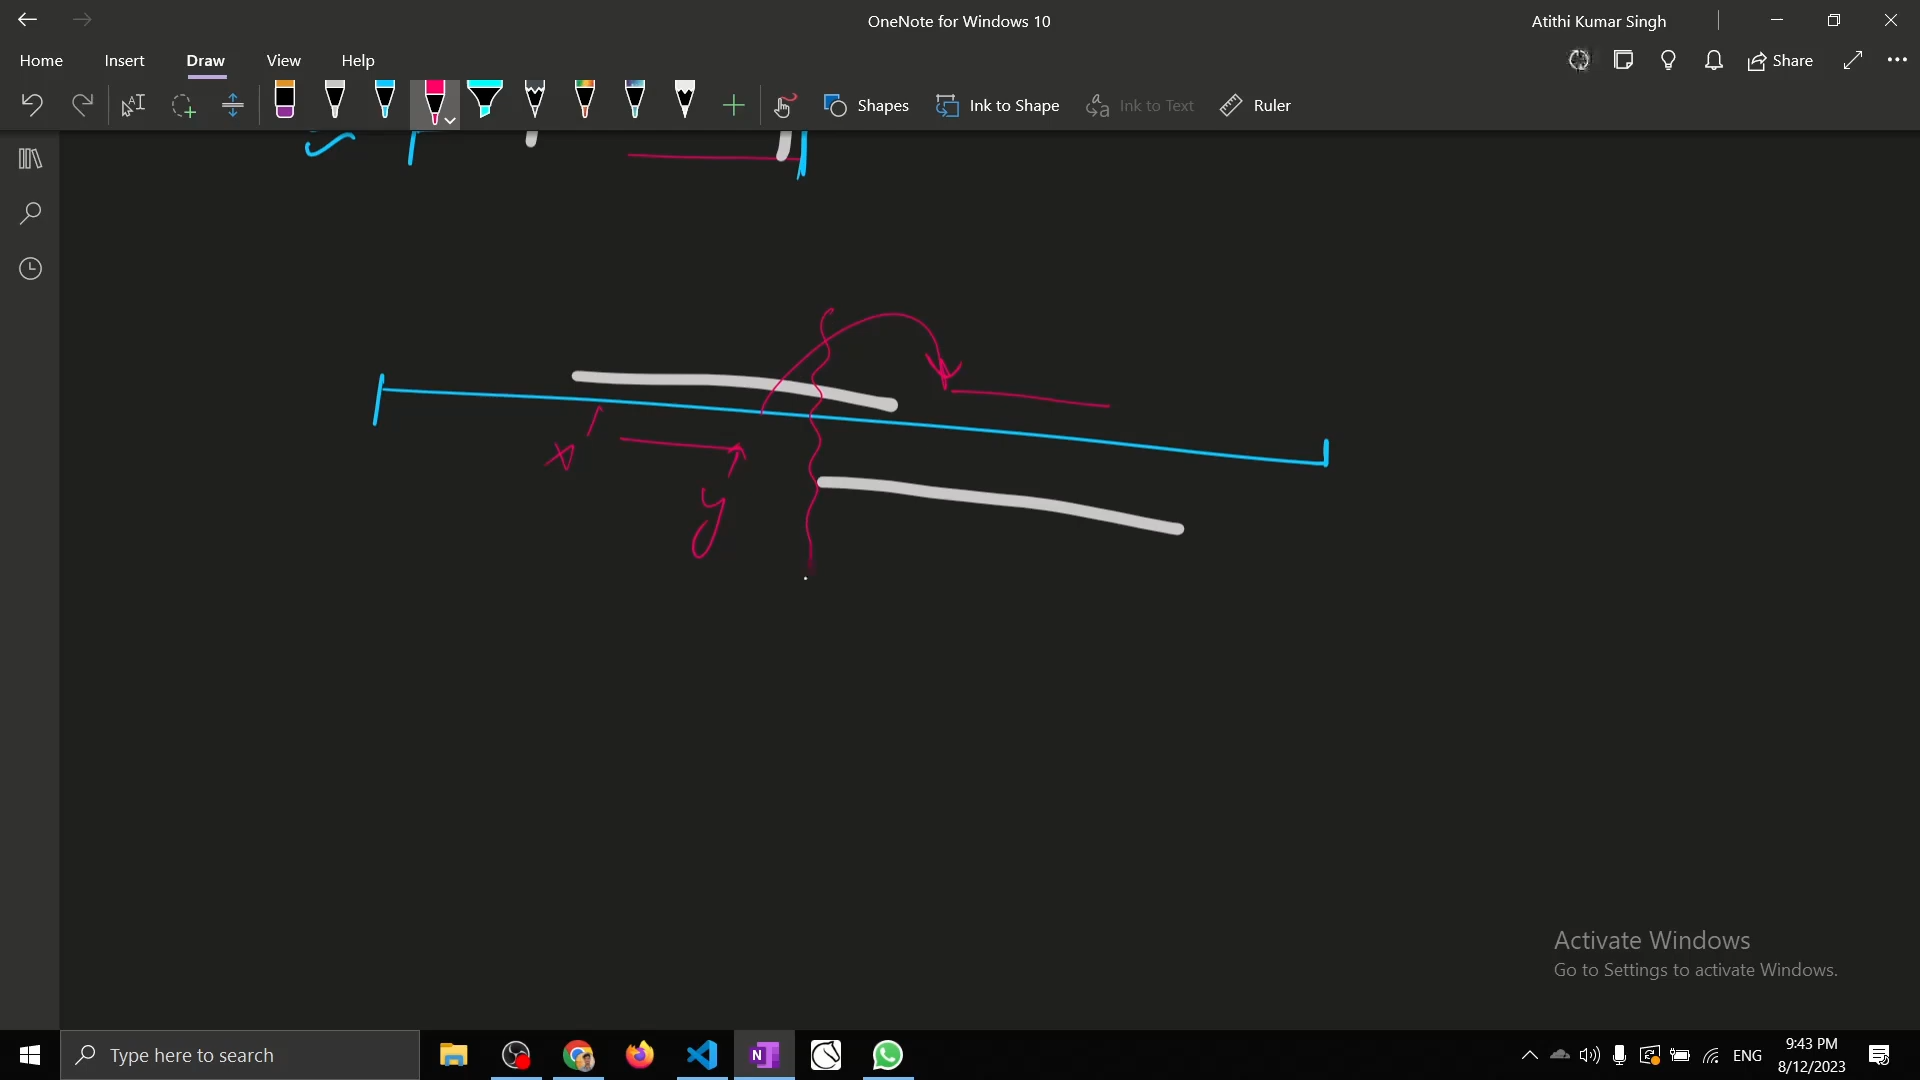 OneNote for Windows 10
Atithi Kumar Singh
Home Insert Draw View Help
Share
Shapes Ink to Shape Ink to Text Ruler
x
y
Activate Windows
Go to Settings to activate Windows.
Type here to search
ENG
9:43 PM
8/12/2023